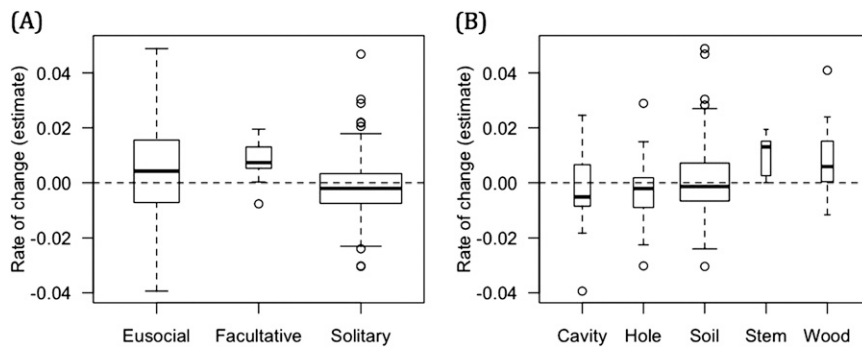 (A)
Rate of change (estimate)
0.04
0.02
0.00
-0.02
-0.04
Eusocial Facultative Solitary
(B)
Rate of change (estimate)
0.04
0.02
0.00
-0.02
-0.04
Cavity Hole Soil Stem Wood